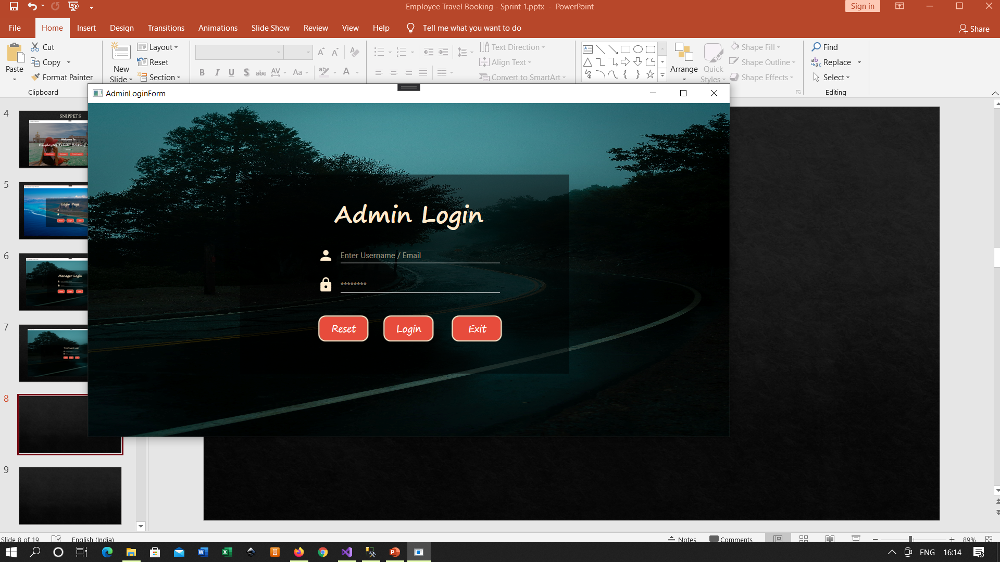 Employee Travel Booking - Sprint 1.pptx - PowerPoint
Sign in
File Home Insert Design Transitions Animations Slide Show Review View Help Tell me what you want to do Share
Paste
Cut
Copy
Format Painter
Clipboard
New Slide
Layout
Reset
Section
B I U S abc AV Aa A
Text Direction
Align Text
Convert to SmartArt
Arrange
Quick Styles
Shape Fill
Shape Outline
Shape Effects
Find
Replace
Select
Editing
AdminLoginForm
Admin Login
Enter Username / Email
********
Reset Login Exit
4
SNIPPETS
Welcome To
Employee Travel Booking
5
Login Page
6
Manager Login
7
Travel Agent Login
8
9
Slide 8 of 19 English (India) Notes Comments 89%
ENG 16:14